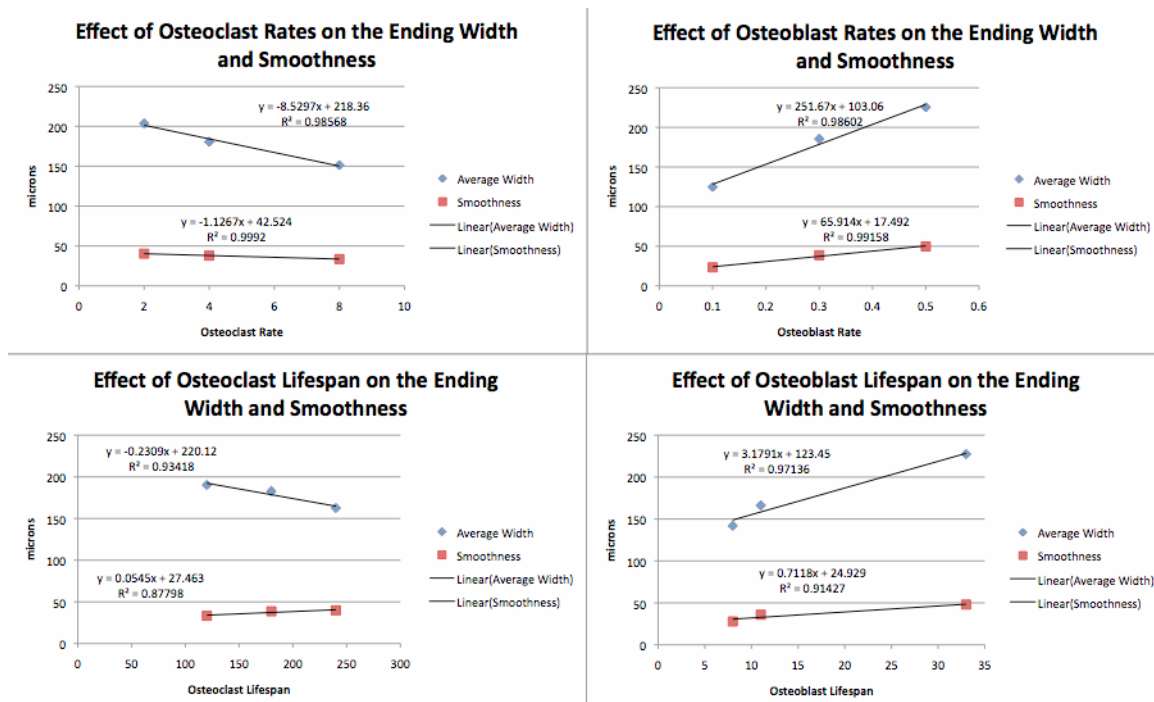 Effect of Osteoclast Rates on the Ending Width
and Smoothness
250
200
150
100
50
0
microns
y = -8.5297x + 218.36
R² = 0.98568
y = -1.1267x + 42.524
R² = 0.9992
0 2 4 6 8 10
Osteoclast Rate
Average Width
Smoothness
Linear(Average Width)
Linear(Smoothness)
Effect of Osteoblast Rates on the Ending Width
and Smoothness
250
200
150
100
50
0
microns
y = 251.67x + 103.06
R² = 0.98602
y = 65.914x + 17.492
R² = 0.99158
0 0.1 0.2 0.3 0.4 0.5 0.6
Osteoblast Rate
Average Width
Smoothness
Linear(Average Width)
Linear(Smoothness)
Effect of Osteoclast Lifespan on the Ending
Width and Smoothness
250
200
150
100
50
0
microns
y = -0.2309x + 220.12
R² = 0.93418
y = 0.0545x + 27.463
R² = 0.87798
0 50 100 150 200 250 300
Osteoclast Lifespan
Average Width
Smoothness
Linear(Average Width)
Linear(Smoothness)
Effect of Osteoblast Lifespan on the Ending
Width and Smoothness
250
200
150
100
50
0
microns
y = 3.1791x + 123.45
R² = 0.97136
y = 0.7118x + 24.929
R² = 0.91427
0 5 10 15 20 25 30 35
Osteoblast Lifespan
Average Width
Smoothness
Linear(Average Width)
Linear(Smoothness)